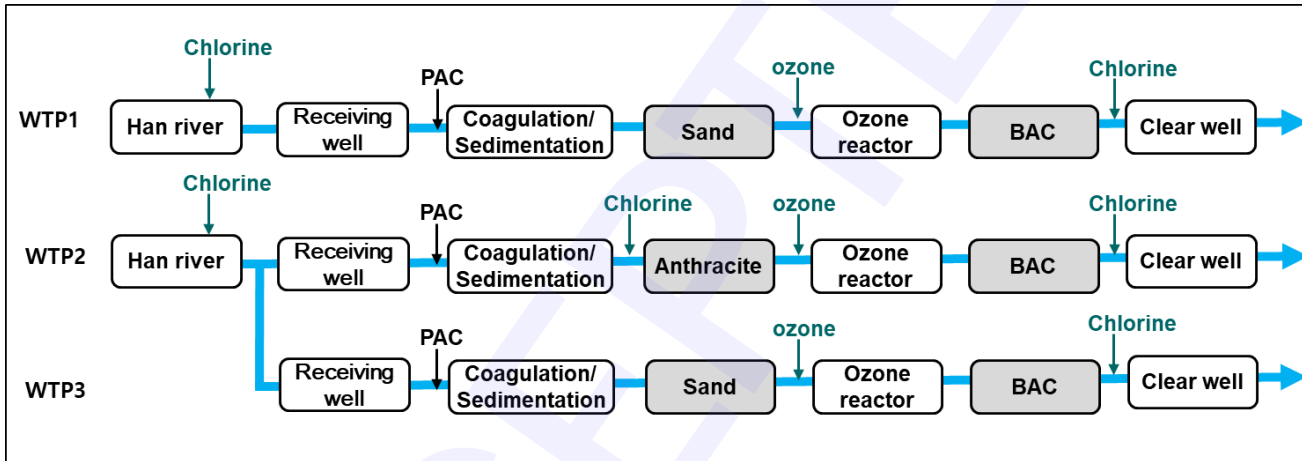 Chlorine
PAC
ozone
Chlorine
WTP1
Han river
Receiving
well
Coagulation/
Sedimentation
Sand
Ozone
reactor
BAC
Clear well
Chlorine
PAC
Chlorine
ozone
Chlorine
WTP2
Han river
Receiving
well
Coagulation/
Sedimentation
Anthracite
Ozone
reactor
BAC
Clear well
PAC
ozone
Chlorine
WTP3
Receiving
well
Coagulation/
Sedimentation
Sand
Ozone
reactor
BAC
Clear well